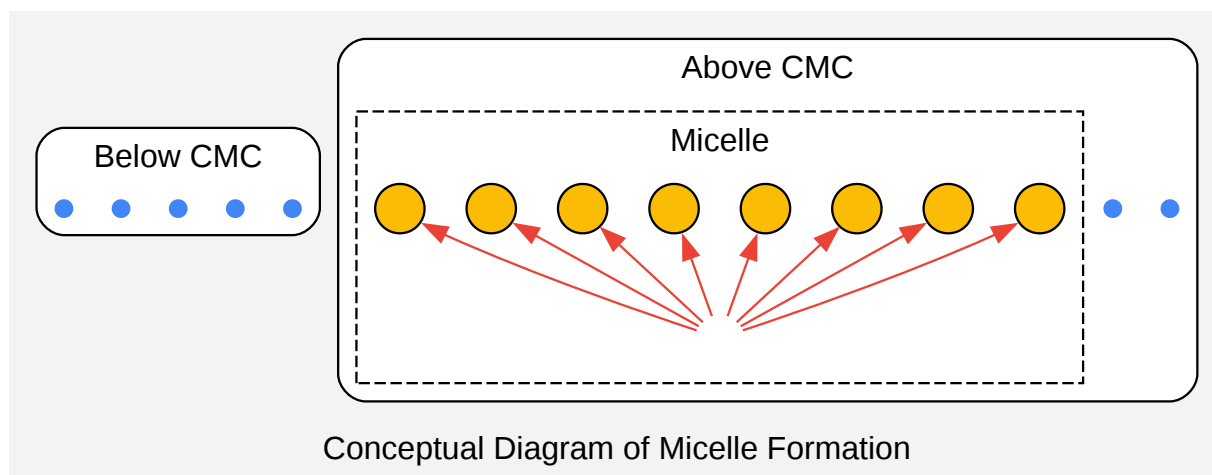 Above CMC
Micelle
Below CMC
Conceptual Diagram of Micelle Formation